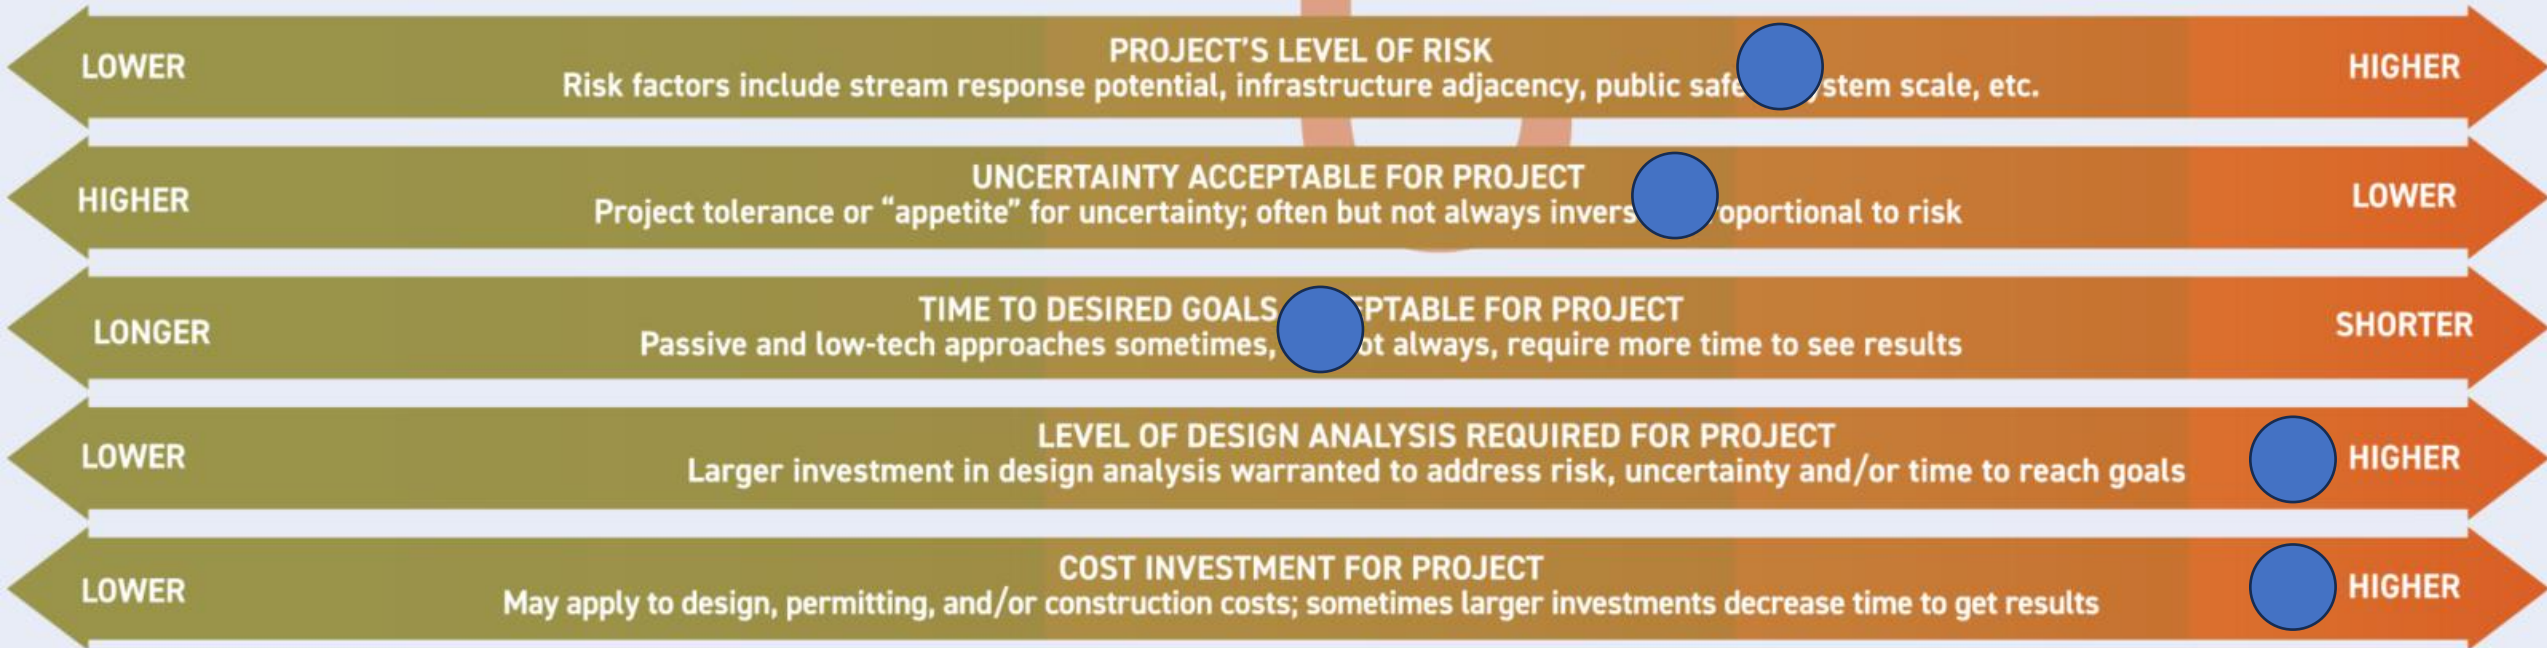 LOWER
PROJECT'S LEVEL OF RISK
Risk factors include stream response potential, infrastructure adjacency, public safe stem scale, etc.
HIGHER
HIGHER
UNCERTAINTY ACCEPTABLE FOR PROJECT
Project tolerance or “appetite” for uncertainty; often but not always invers oportional to risk
LOWER
LONGER
TIME TO DESIRED GOALS EPTABLE FOR PROJECT
Passive and low-tech approaches sometimes, ot always, require more time to see results
SHORTER
LOWER
LEVEL OF DESIGN ANALYSIS REQUIRED FOR PROJECT
Larger investment in design analysis warranted to address risk, uncertainty and/or time to reach goals
HIGHER
LOWER
COST INVESTMENT FOR PROJECT
May apply to design, permitting, and/or construction costs; sometimes larger investments decrease time to get results
HIGHER